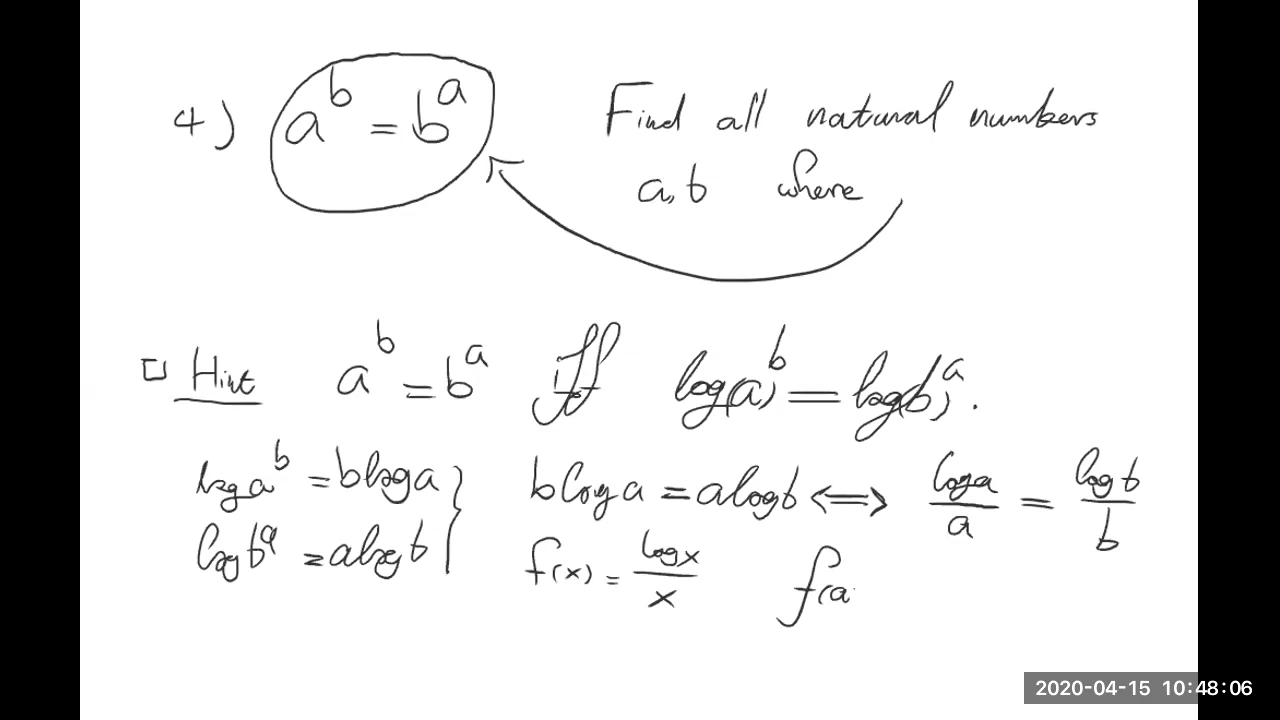 4) a^b = b^a Find all natural numbers
a, b where
□ Hint a^b = b^a iff log(a)^b = log(b)^a.
log a^b = b log a } b log a = a log b <=> log a / a = log b / b
log b^a = a log b f(x) = log x / x f(a
2020-04-15 10:48:06